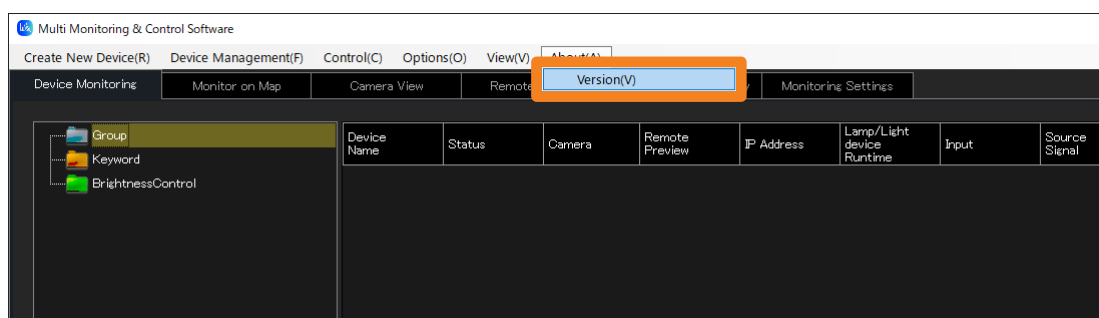 Multi Monitoring & Control Software
Create New Device(R) Device Management(F) Control(C) Options(O) View(V) About(A)
Version(V)
Device Monitoring Monitor on Map Camera View Remote Monitoring Settings
Group
Keyword
BrightnessControl
Device Name Status Camera Remote Preview IP Address Lamp/Light device Runtime Input Source Signal